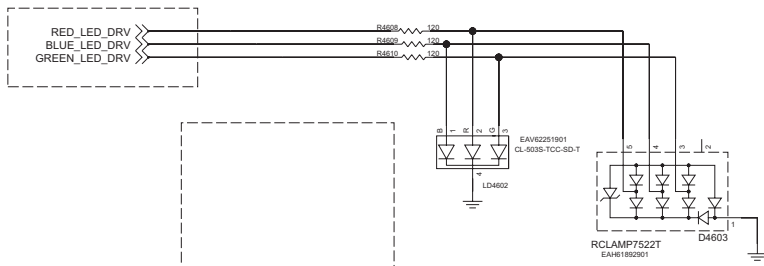 RED_LED_DRV
R4608
120
BLUE_LED_DRV
R4609
120
GREEN_LED_DRV
R4610
120
B
1
R
2
G
3
EAV62251901
CL-503S-TCC-SD-T
4
LD4602
5
4
3
2
1
D4603
RCLAMP7522T
EAH61892901